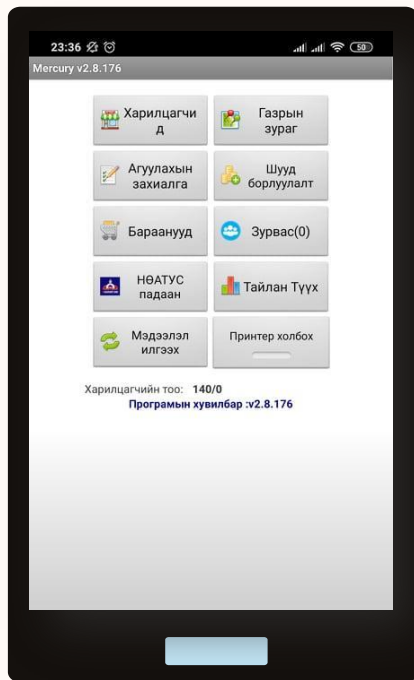 23:36
50
Mercury v2.8.176
Харилцагчи
д
Газрын
зураг
Агуулахын
захиалга
Шууд
борлуулалт
Бараанууд
Зурвас(0)
НӨАТУС
падаан
Тайлан Түүх
Мэдээлэл
илгээх
Принтер холбох
Харилцагчийн тоо: 140/0
Програмын хувилбар :v2.8.176